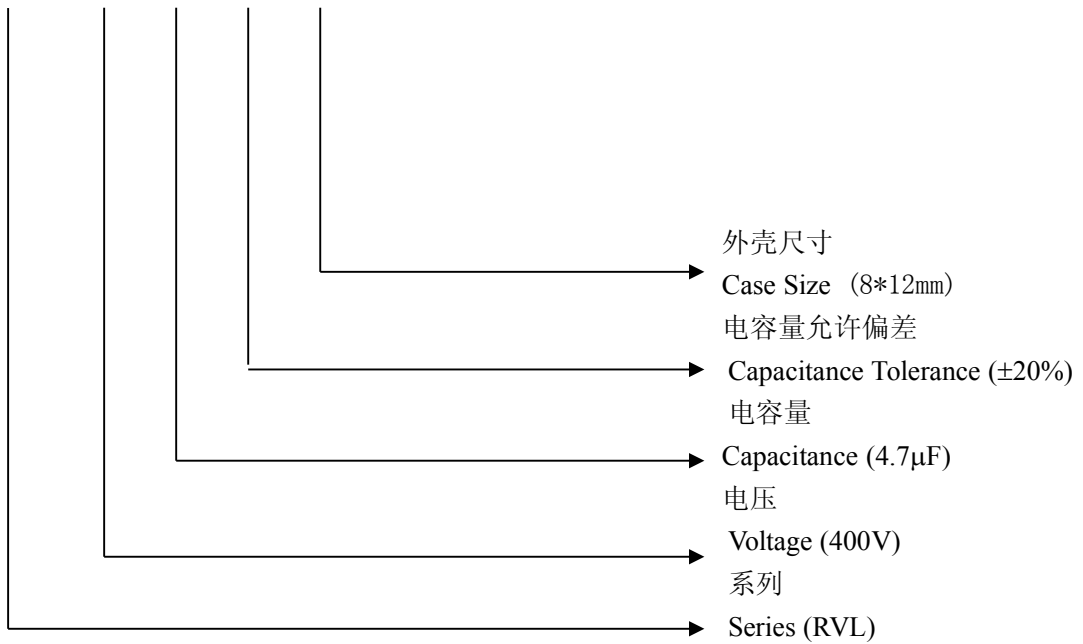 外壳尺寸
Case Size (8*12mm)
电容量允许偏差
Capacitance Tolerance (±20%)
电容量
Capacitance (4.7μF)
电压
Voltage (400V)
系列
Series (RVL)